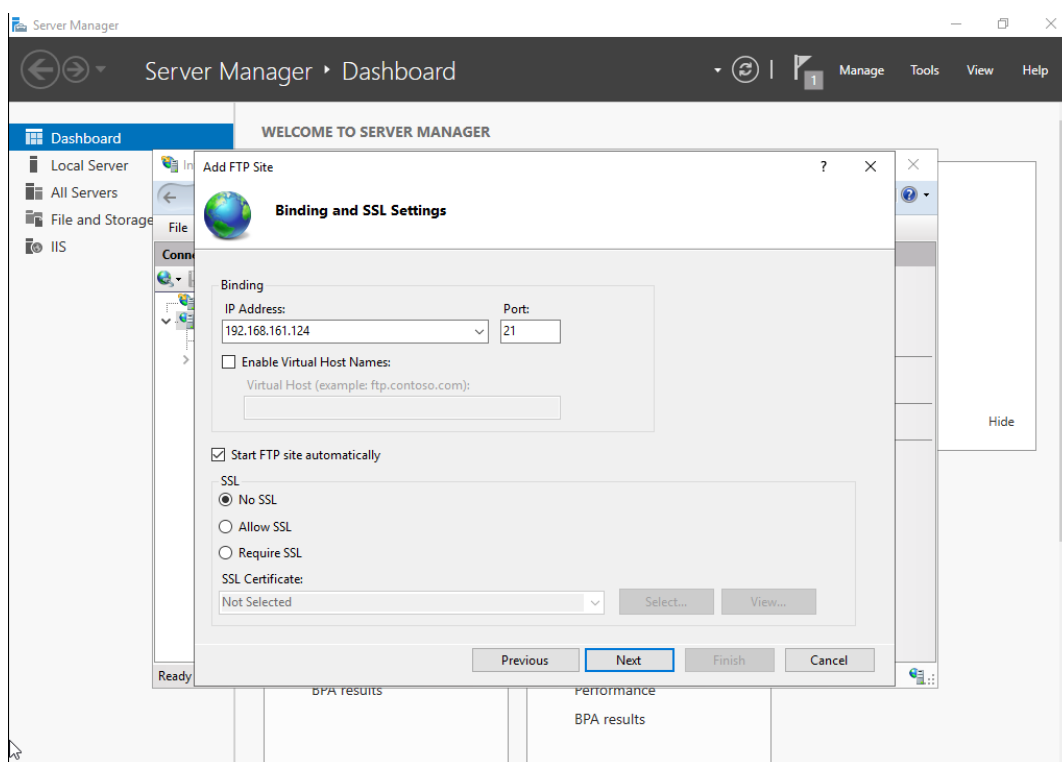 Server Manager
Server Manager • Dashboard
1
Manage
Tools
View
Help
Dashboard
Local Server
All Servers
File and Storage
IIS
WELCOME TO SERVER MANAGER
In
File
Conne
Ready
Add FTP Site
?
Binding and SSL Settings
Binding
IP Address:
Port:
192.168.161.124
21
Enable Virtual Host Names:
Virtual Host (example: ftp.contoso.com):
Start FTP site automatically
SSL
No SSL
Allow SSL
Require SSL
SSL Certificate:
Not Selected
Select...
View...
Previous
Next
Finish
Cancel
Hide
BPA results
Performance
BPA results